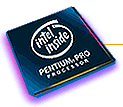 intel
inside
PENTIUM PRO
PROCESSOR